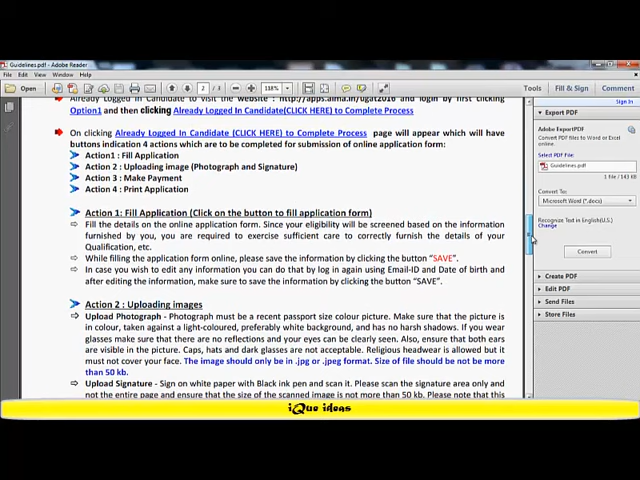 Guidelines.pdf - Adobe Reader
File Edit View Window Help
Open 2 / 3 118% Tools Fill & Sign Comment
Already Logged In Candidate to visit the website : http://apps.aima.in/ugat2016 and login by first clicking
Option1 and then clicking Already Logged In Candidate (CLICK HERE) to Complete Process
On clicking Already Logged In Candidate (CLICK HERE) to Complete Process page will appear which will have
buttons indication 4 actions which are to be completed for submission of online application form:
Action1 : Fill Application
Action 2 : Uploading image (Photograph and Signature)
Action 3 : Make Payment
Action 4 : Print Application
Action 1: Fill Application (Click on the button to fill application form)
Fill the details on the online application form. Since your eligibility will be screened based on the information
furnished by you, you are required to exercise sufficient care to correctly furnish the details of your
Qualification, etc.
While filling the application form online, please save the information by clicking the button "SAVE".
In case you wish to edit any information you can do that by log in again using Email-ID and Date of birth and
after editing the information, make sure to save the information by clicking the button "SAVE".
Action 2 : Uploading images
Upload Photograph - Photograph must be a recent passport size colour picture. Make sure that the picture is
in colour, taken against a light-coloured, preferably white background, and has no harsh shadows. If you wear
glasses make sure that there are no reflections and your eyes can be clearly seen. Also, ensure that both ears
are visible in the picture. Caps, hats and dark glasses are not acceptable. Religious headwear is allowed but it
must not cover your face. The image should only be in .jpg or .jpeg format. Size of file should be not more
than 50 kb.
Upload Signature - Sign on white paper with Black ink pen and scan it. Please scan the signature area only and
not the entire page and ensure that the size of the scanned image is not more than 50 kb. Please note that this
Sign In
Export PDF
Adobe ExportPDF
Convert PDF files to Word or Excel
online.
Select PDF File:
Guidelines.pdf
1 file / 143 KB
Convert To:
Microsoft Word (*.docx)
Recognize Text in English(U.S.)
Change
Convert
Create PDF
Edit PDF
Send Files
Store Files
iQue ideas